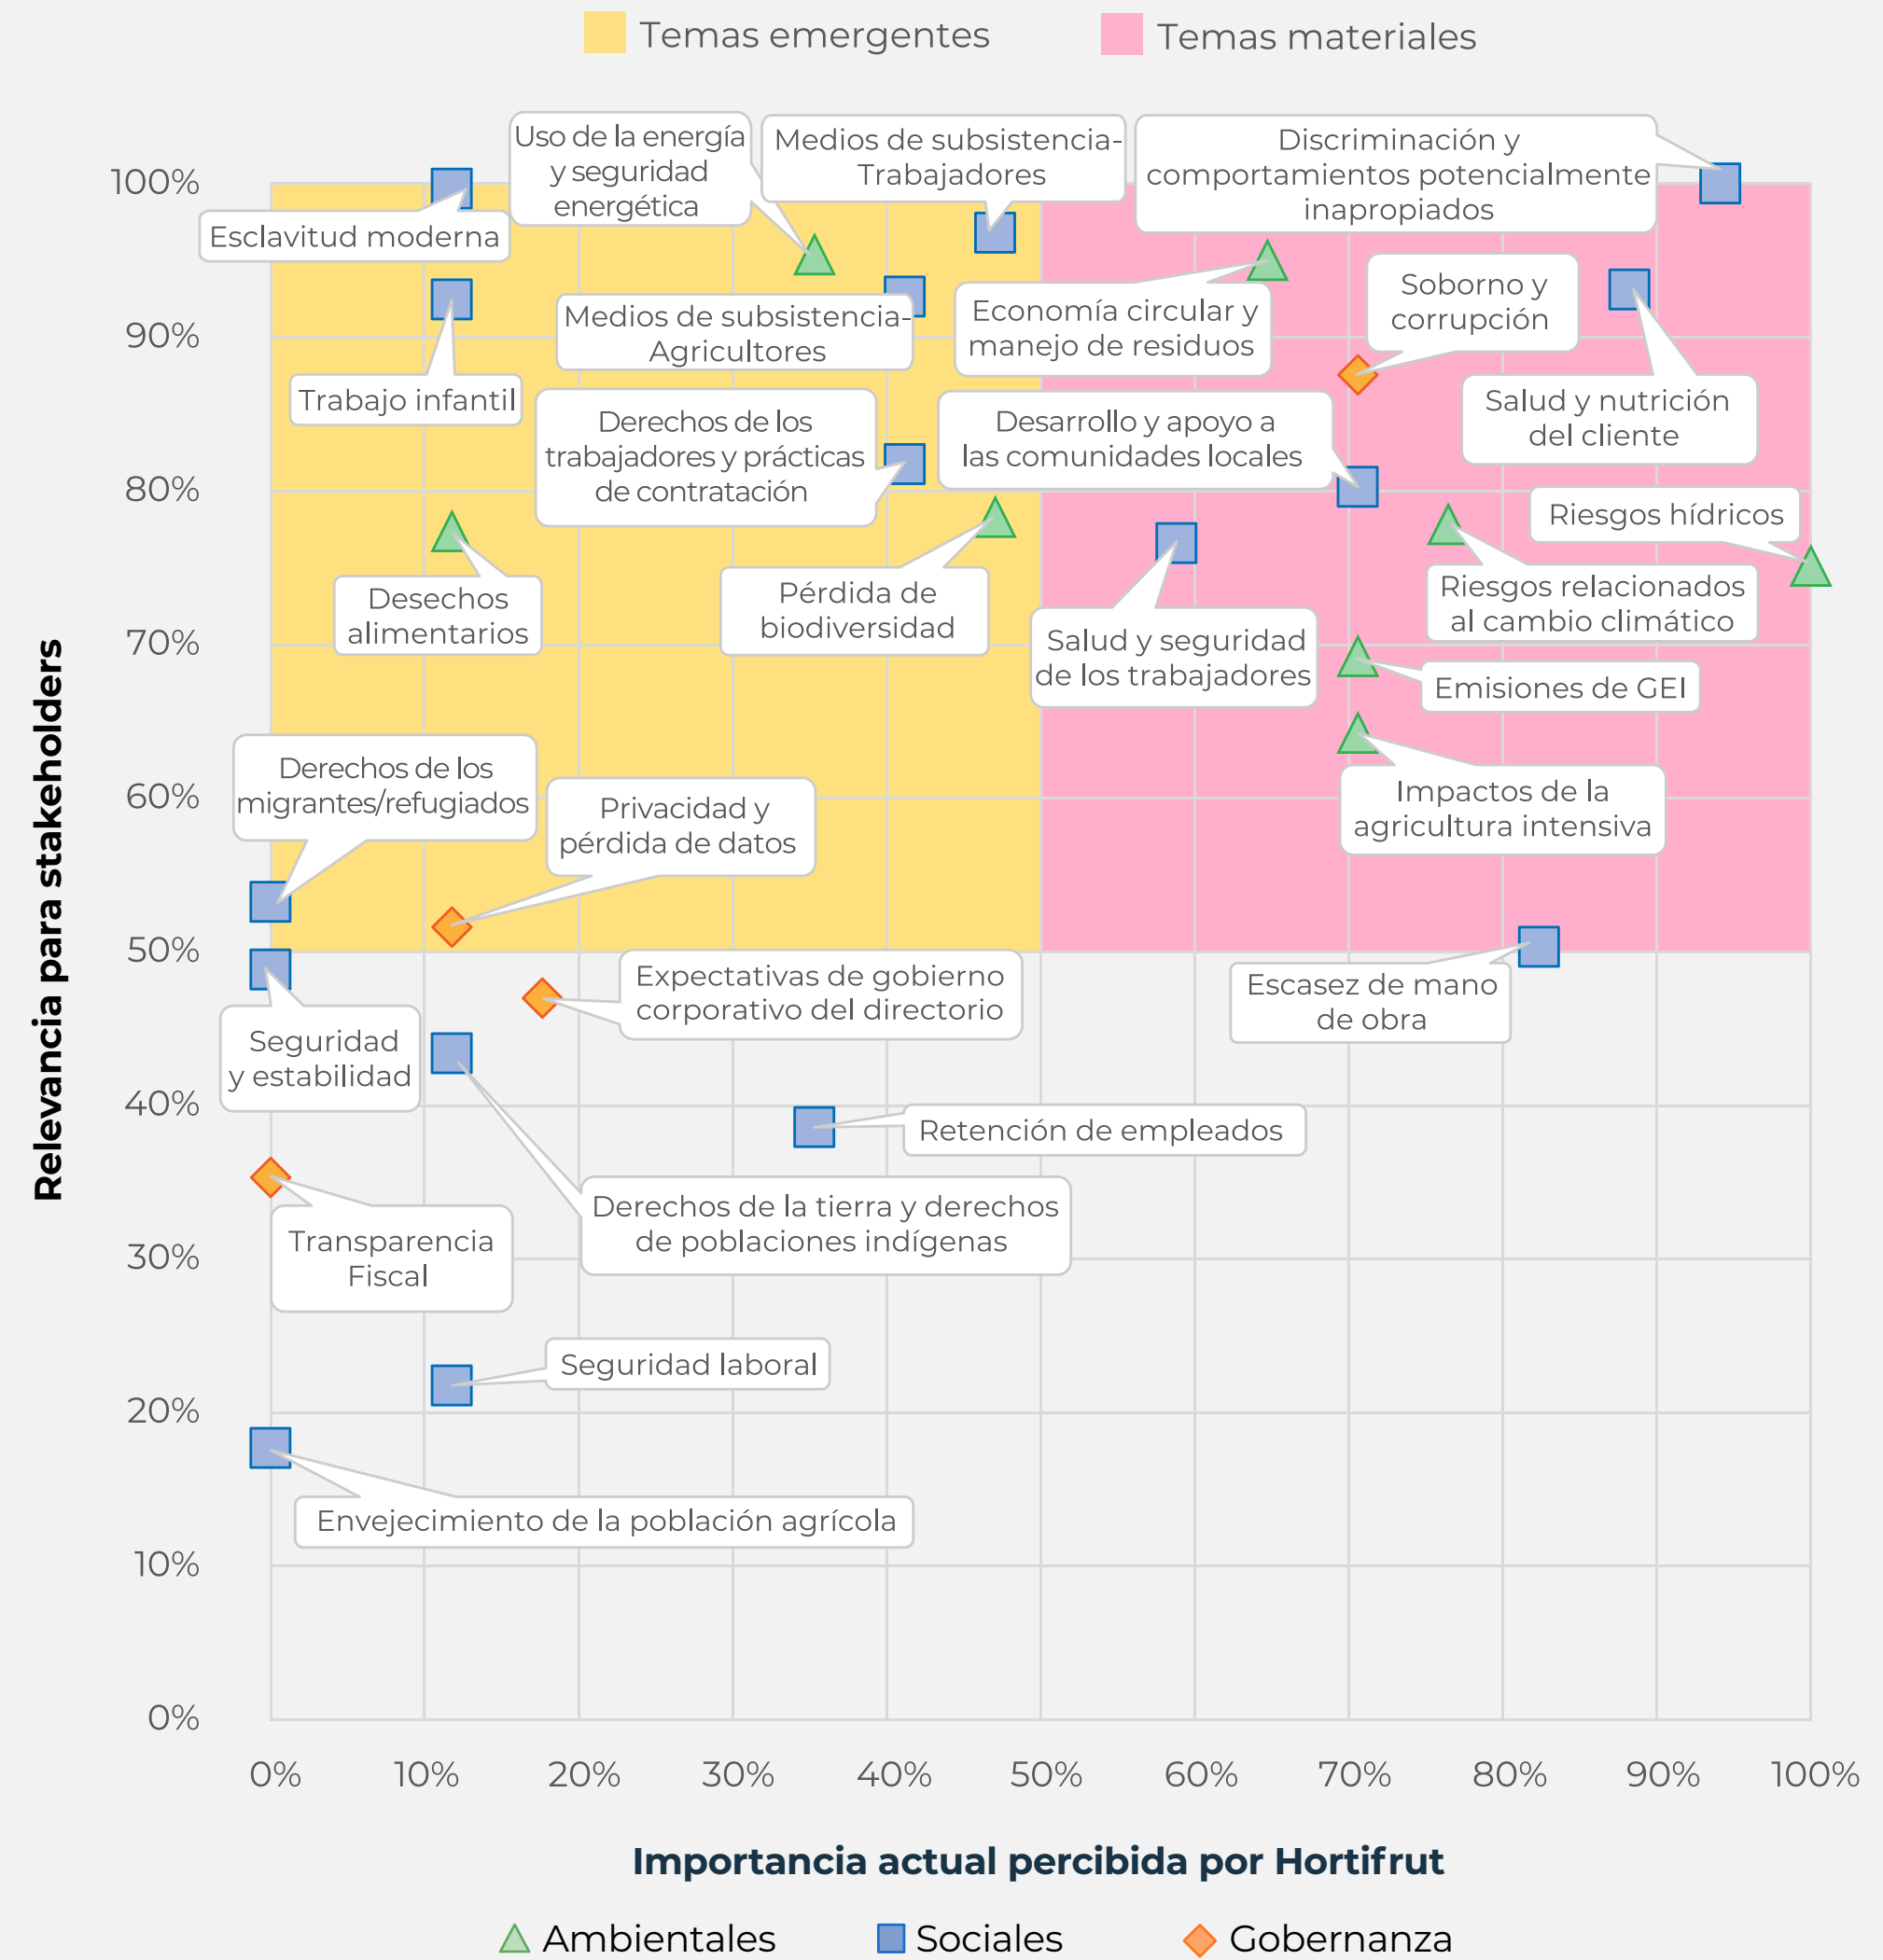 Temas emergentes
Temas materiales
Uso de la energía
y seguridad
energética
Medios de subsistencia-
Trabajadores
Discriminación y
comportamientos potencialmente
inapropiados
Esclavitud moderna
Medios de subsistencia-
Agricultores
Economía circular y
manejo de residuos
Soborno y
corrupción
Trabajo infantil
Derechos de los
trabajadores y prácticas
de contratación
Desarrollo y apoyo a
las comunidades locales
Salud y nutrición
del cliente
Riesgos hídricos
Desechos
alimentarios
Pérdida de
biodiversidad
Salud y seguridad
de los trabajadores
Riesgos relacionados
al cambio climático
Emisiones de GEI
Derechos de los
migrantes/refugiados
Privacidad y
pérdida de datos
Impactos de la
agricultura intensiva
Expectativas de gobierno
corporativo del directorio
Escasez de mano
de obra
Seguridad
y estabilidad
Retención de empleados
Derechos de la tierra y derechos
de poblaciones indígenas
Transparencia
Fiscal
Seguridad laboral
Envejecimiento de la población agrícola
Relevancia para stakeholders
100%
90%
80%
70%
60%
50%
40%
30%
20%
10%
0%
0%
10%
20%
30%
40%
50%
60%
70%
80%
90%
100%
Importancia actual percibida por Hortifrut
Ambientales
Sociales
Gobernanza